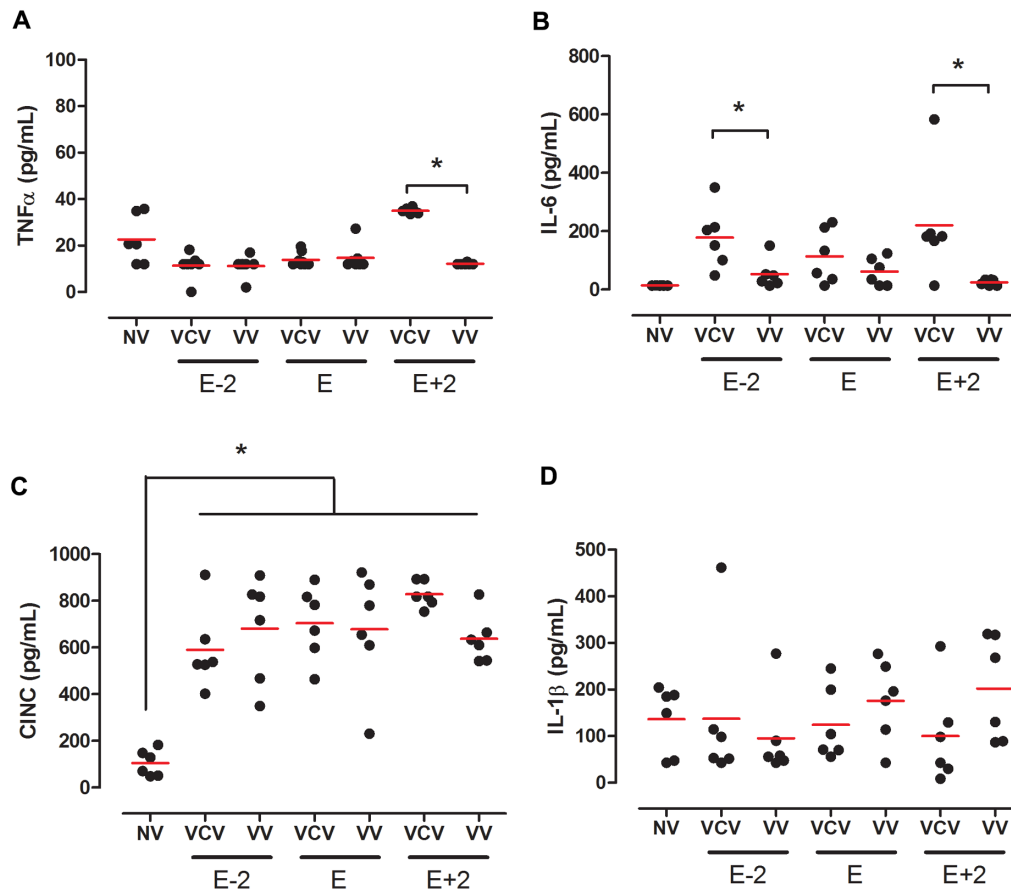 A
TNFα (pg/mL)
100
80
60
40
20
0
*
NV VCV VV VCV VV VCV VV
E-2 E E+2
B
IL-6 (pg/mL)
800
600
400
200
0
* *
NV VCV VV VCV VV VCV VV
E-2 E E+2
C
CINC (pg/mL)
1000
800
600
400
200
0
*
NV VCV VV VCV VV VCV VV
E-2 E E+2
D
IL-1β (pg/mL)
500
400
300
200
100
0
NV VCV VV VCV VV VCV VV
E-2 E E+2